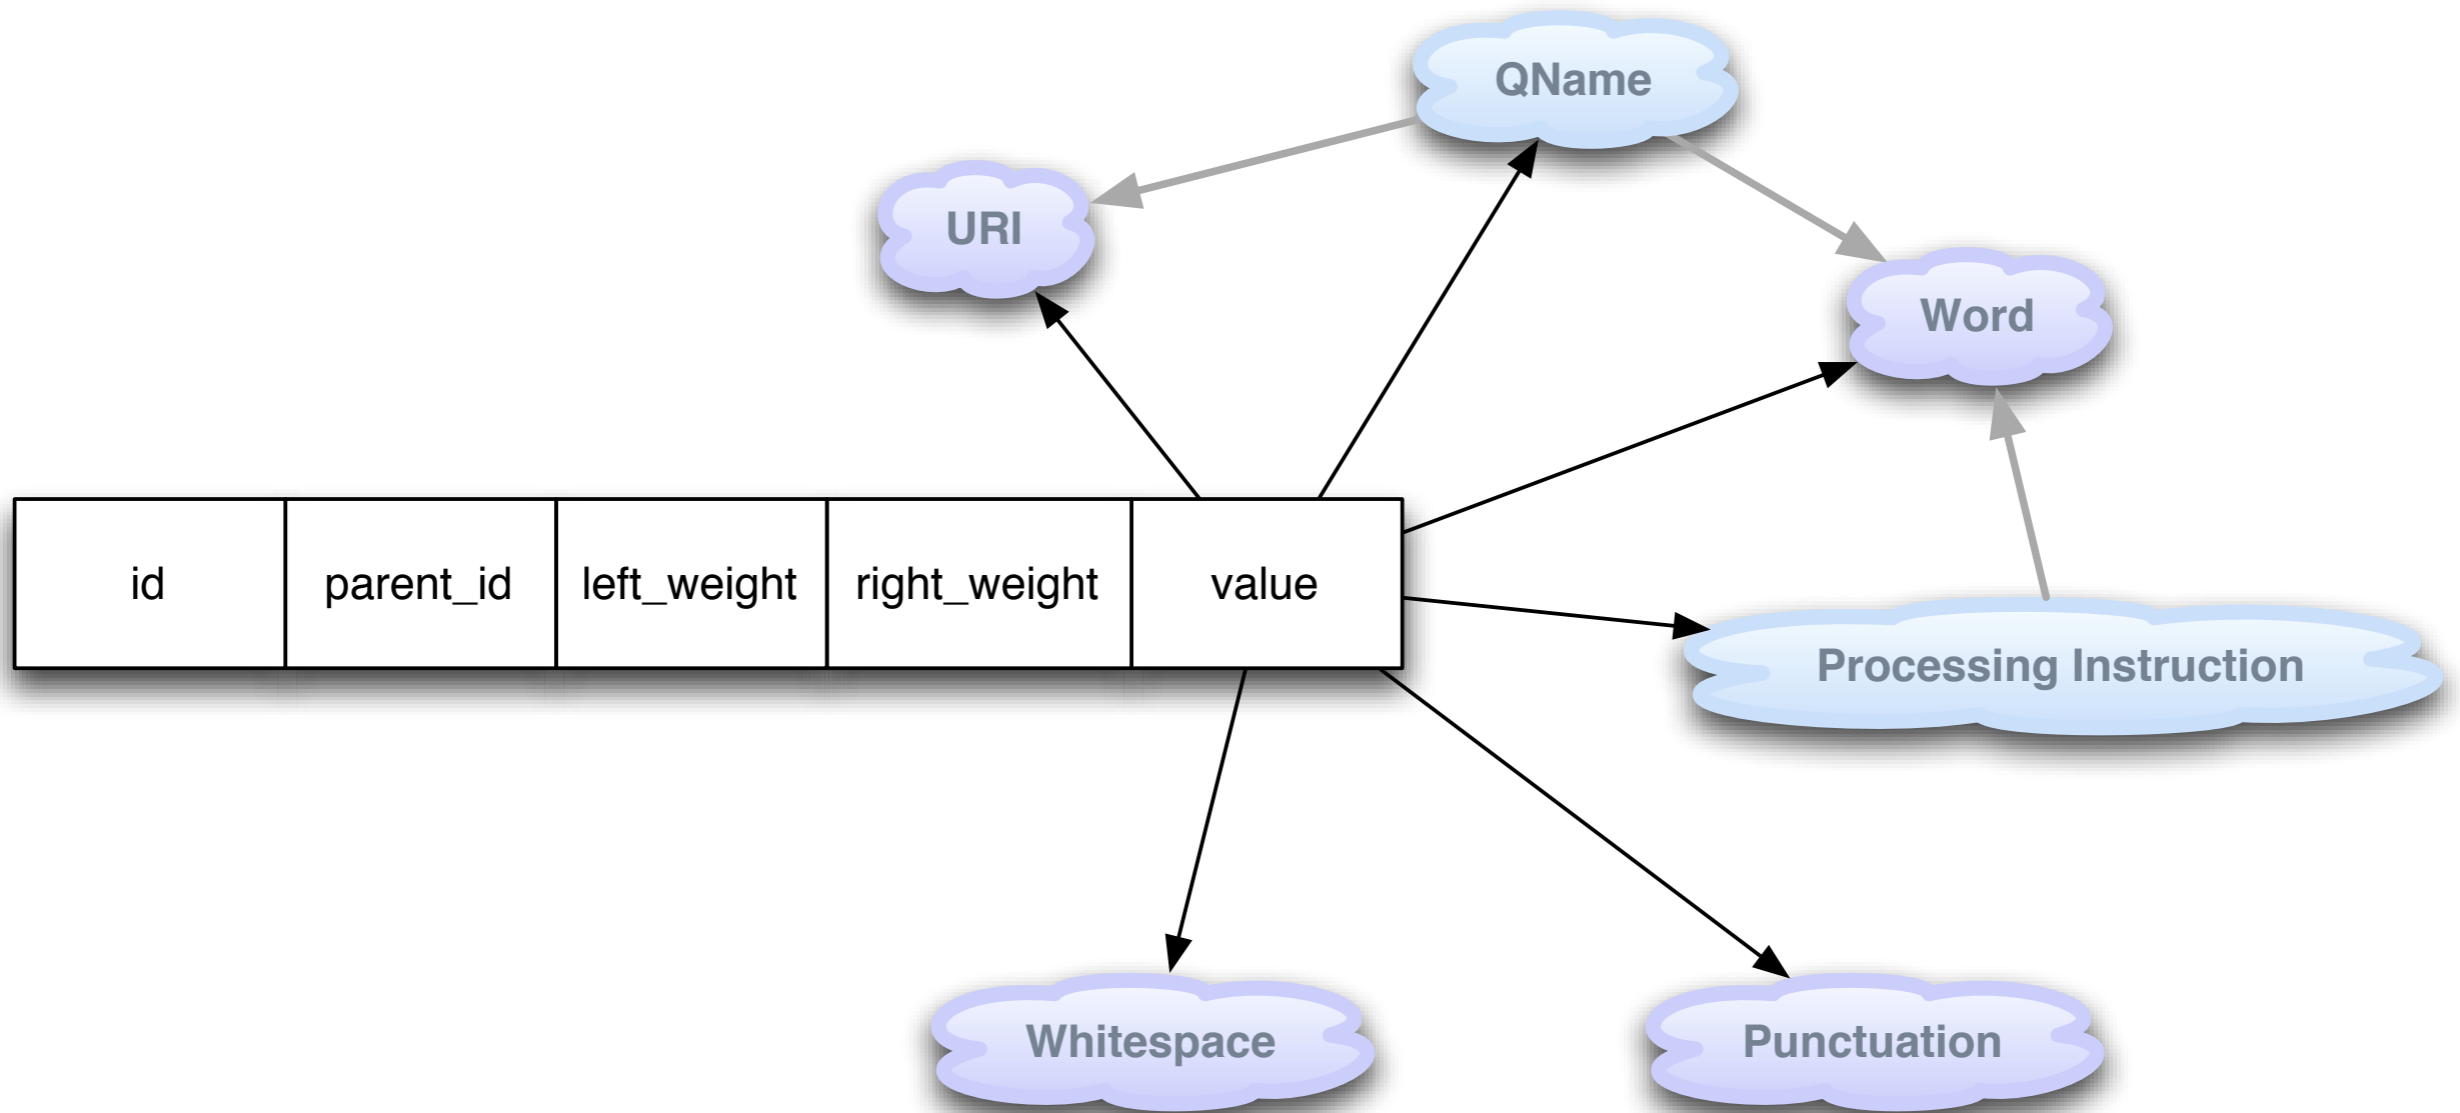 QName
URI
Word
id
parent_id
left_weight
right_weight
value
Processing Instruction
Whitespace
Punctuation